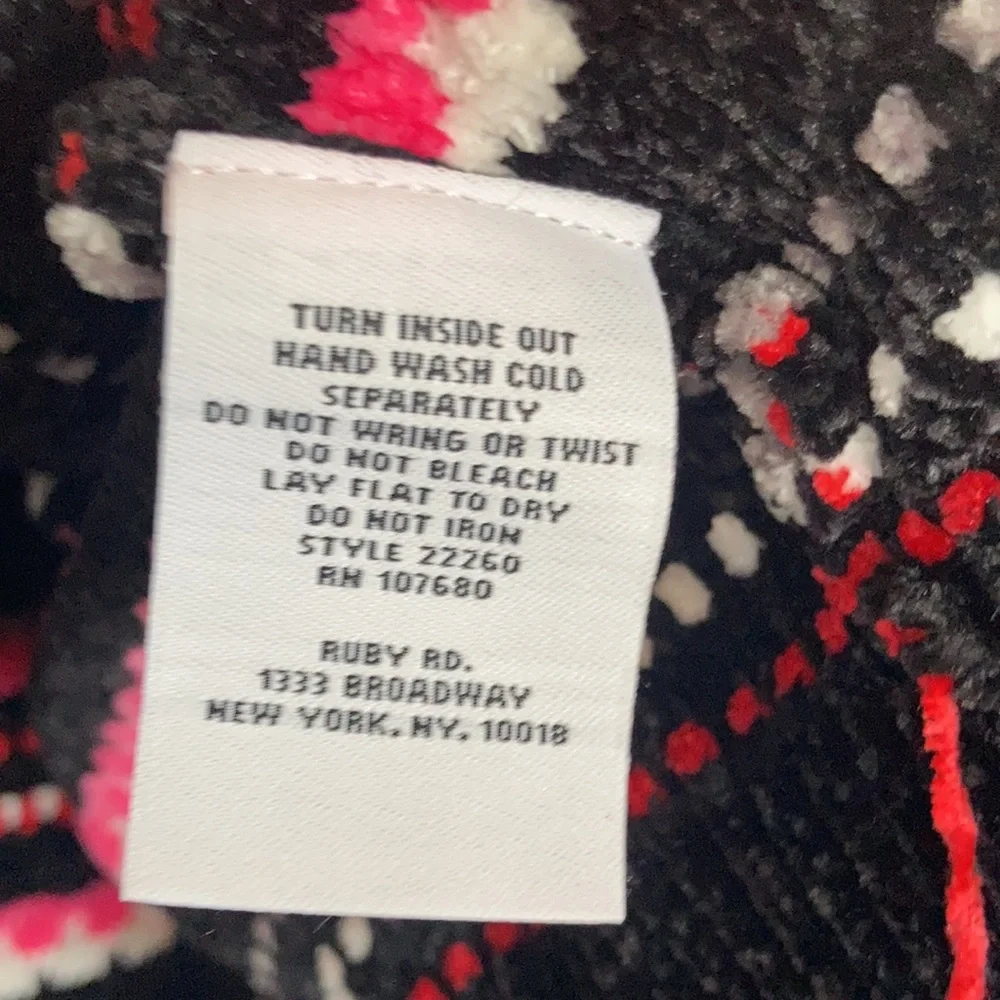 TURN INSIDE OUT
HAND WASH COLD
SEPARATELY
DO NOT WRING OR TWIST
DO NOT BLEACH
LAY FLAT TO DRY
DO NOT IRON
STYLE 22260
RN 107680
RUBY RD.
1333 BROADWAY
NEW YORK. NY. 10018